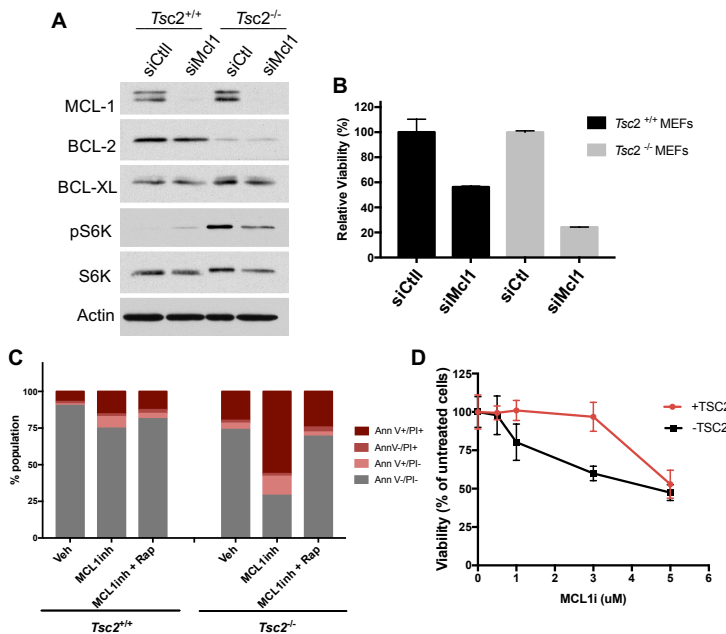 A
Tsc2+/+ Tsc2-/-
siCtll siMcl1 siCtl siMcl1
MCL-1
BCL-2
BCL-XL
pS6K
S6K
Actin
B
Relative Viability (%)
120
100
80
60
40
20
0
siCtll siMcl1 siCtl siMcl1
Tsc2 +/+ MEFs
Tsc2 -/- MEFs
C
% population
100
75
50
25
0
Veh MCL1inh MCL1inh + Rap Veh MCL1inh MCL1inh + Rap
Tsc2+/+ Tsc2-/-
Ann V+/PI+
AnnV-/PI+
Ann V+/PI-
Ann V-/PI-
D
Viability (% of untreated cells)
125
100
75
50
25
0
0 1 2 3 4 5 6
MCL1i (uM)
+TSC2
-TSC2